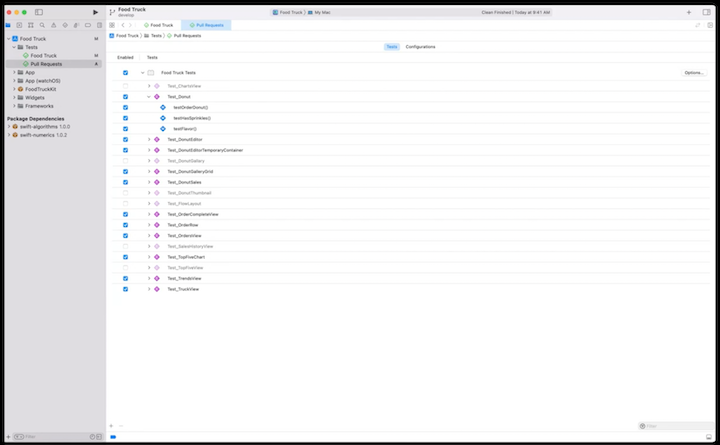 Food Truck
develop
Food Truck 〉 My Mac
Clean Finished | Today at 9:41 AM
Food Truck
Pull Requests
Food Truck 〉 Tests 〉 Pull Requests
Food Truck M
Tests
Food Truck M
Pull Requests A
App
App (watchOS)
FoodTruckKit
Widgets
Frameworks
Package Dependencies
swift-algorithms 1.0.0
swift-numerics 1.0.2
Tests Configurations
Enabled Tests
Food Truck Tests Options...
Test_ChartsView
Test_Donut
testOrderDonut()
testHasSprinkles()
testFlavor()
Test_DonutEditor
Test_DonutEditorTemporaryContainer
Test_DonutGallery
Test_DonutGalleryGrid
Test_DonutSales
Test_DonutThumbnail
Test_FlowLayout
Test_OrderCompleteView
Test_OrderRow
Test_OrdersView
Test_SalesHistoryView
Test_TopFiveChart
Test_TopFiveView
Test_TrendsView
Test_TruckView
Filter
Filter